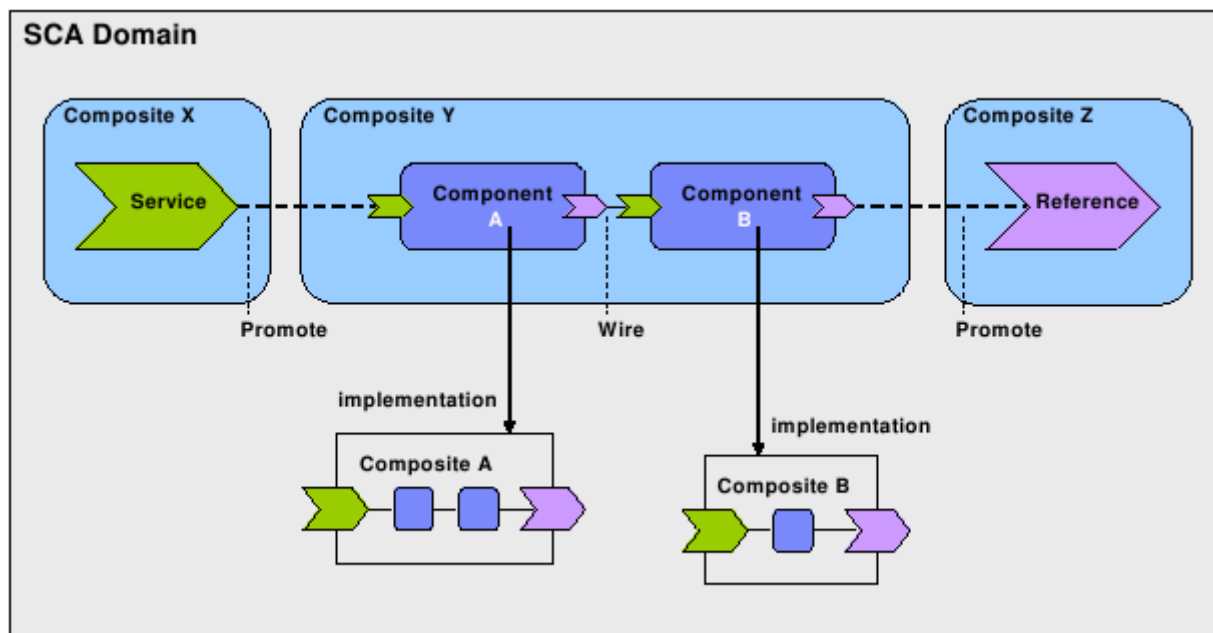 SCA Domain
Composite X
Composite Y
Composite Z
Service
Component
A
Component
B
Reference
Promote
Wire
Promote
implementation
implementation
Composite A
Composite B